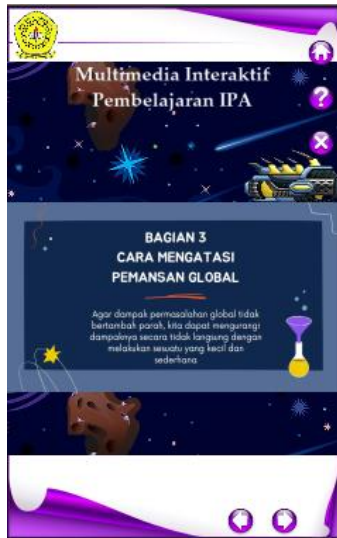 Multimedia Interaktif
Pembelajaran IPA
?
BAGIAN 3
CARA MENGATASI
PEMANSAN GLOBAL
Agar dampak permasalahan global tidak
bertambah parah, kita dapat mengurangi
dampaknya secara tidak langsung dengan
melakukan sesuatu yang kecil dan
sederhana.